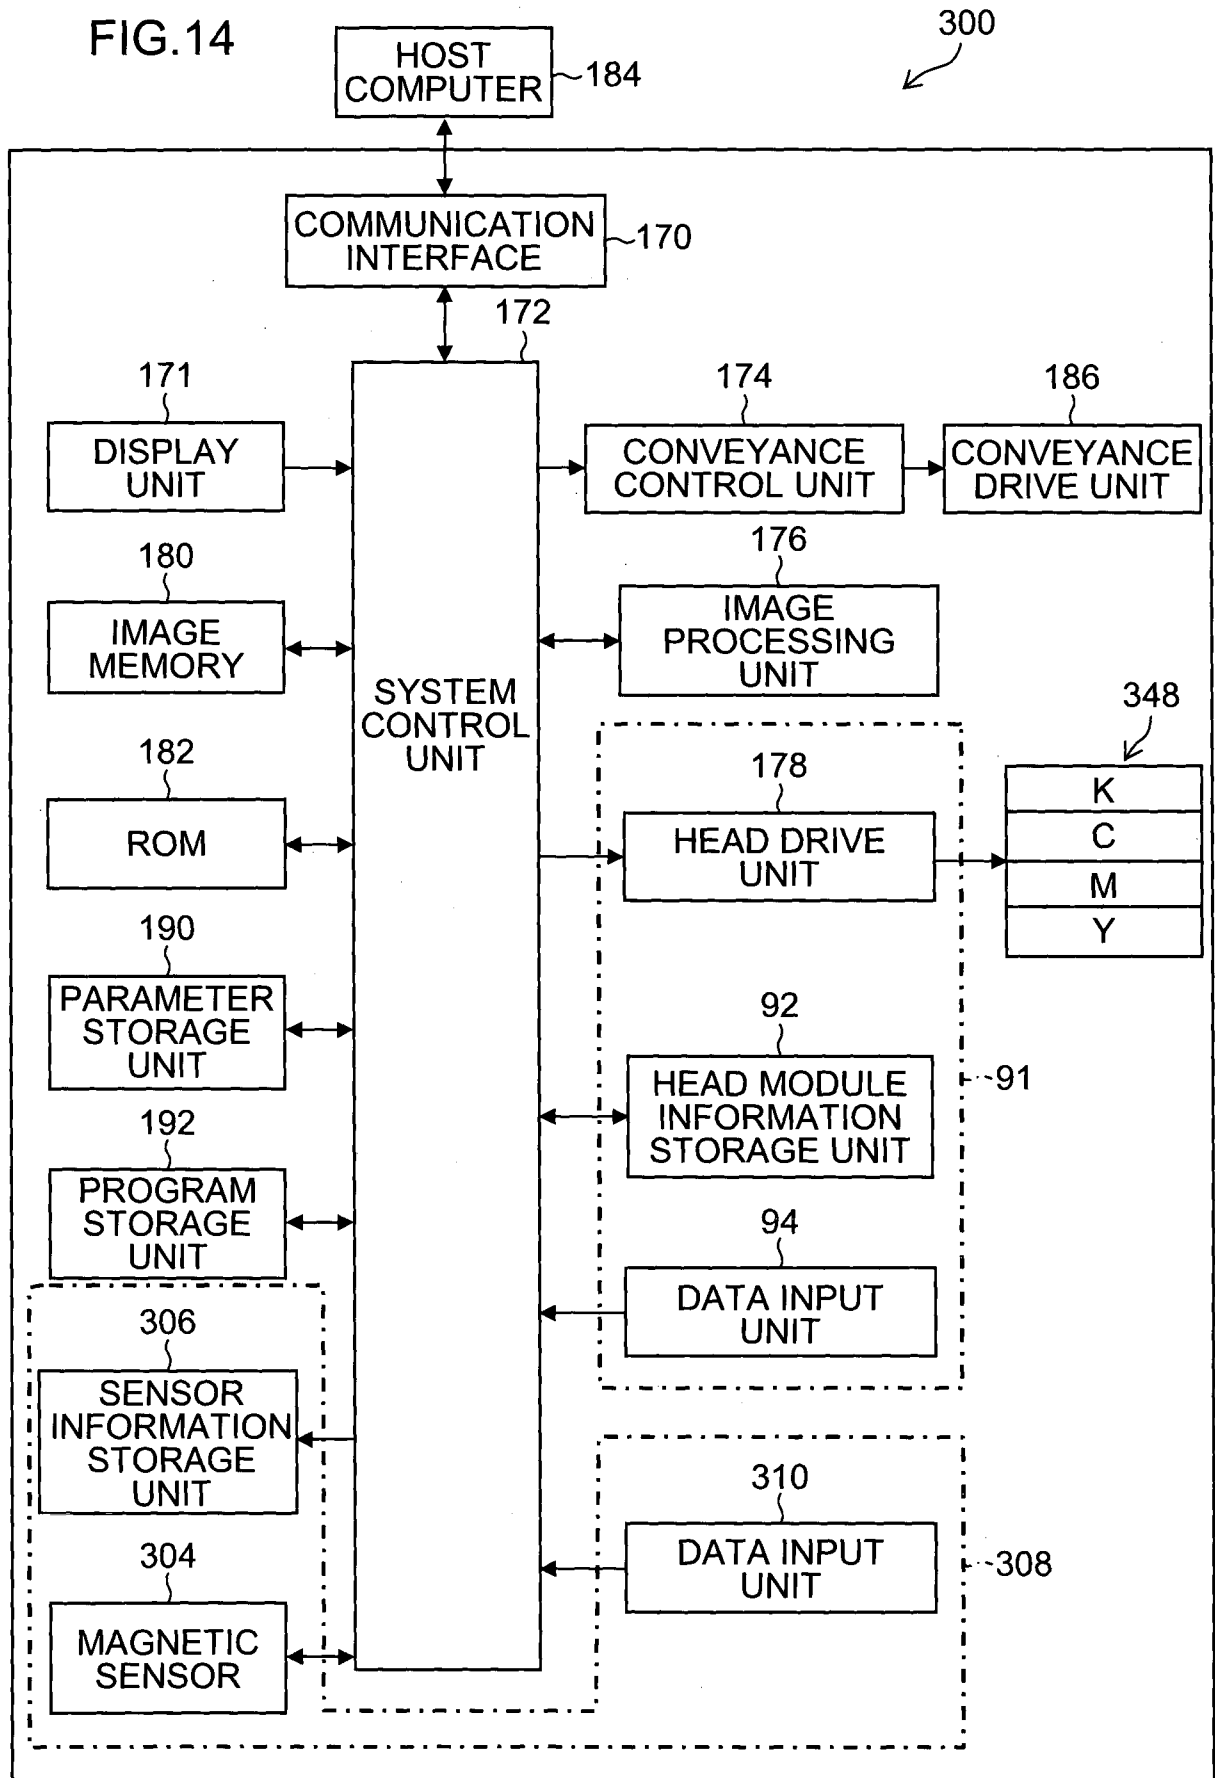 FIG.14
300
HOST
COMPUTER
184
COMMUNICATION
INTERFACE
170
172
171
174
186
DISPLAY
UNIT
CONVEYANCE
CONTROL UNIT
CONVEYANCE
DRIVE UNIT
180
176
IMAGE
MEMORY
IMAGE
PROCESSING
UNIT
SYSTEM
CONTROL
UNIT
348
182
178
ROM
HEAD DRIVE
UNIT
K
C
M
Y
190
92
PARAMETER
STORAGE
UNIT
HEAD MODULE
INFORMATION
STORAGE UNIT
91
192
94
PROGRAM
STORAGE
UNIT
DATA INPUT
UNIT
306
SENSOR
INFORMATION
STORAGE
UNIT
310
DATA INPUT
UNIT
308
304
MAGNETIC
SENSOR